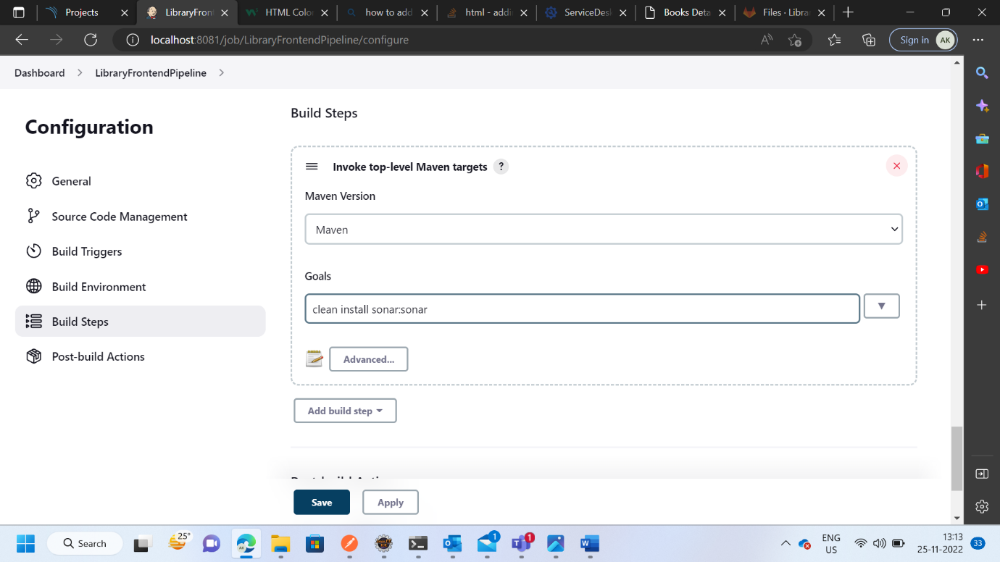 Projects
LibraryFron
HTML Colo
how to add
html - addi
ServiceDesk
Books Deta
Files · Libra
localhost:8081/job/LibraryFrontendPipeline/configure
Sign in
AK
Dashboard
LibraryFrontendPipeline
Configuration
General
Source Code Management
Build Triggers
Build Environment
Build Steps
Post-build Actions
Build Steps
Invoke top-level Maven targets ?
Maven Version
Maven
Goals
clean install sonar:sonar
Advanced...
Add build step
Save
Apply
Search
25°
1
1
ENG
US
13:13
25-11-2022
33